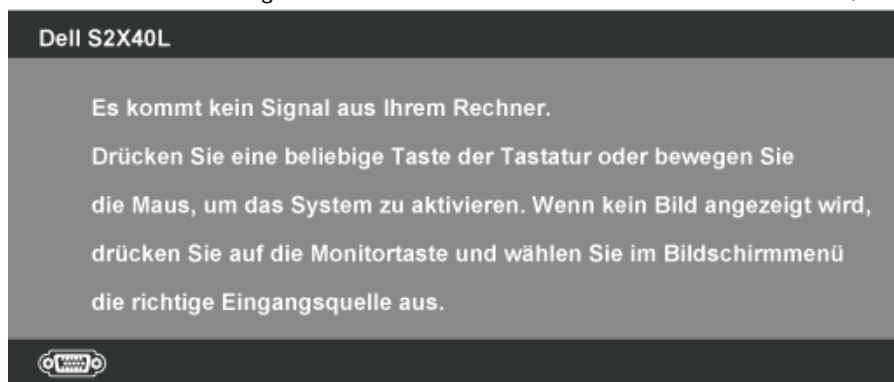 Dell S2X40L
Es kommt kein Signal aus Ihrem Rechner.
Drücken Sie eine beliebige Taste der Tastatur oder bewegen Sie
die Maus, um das System zu aktivieren. Wenn kein Bild angezeigt wird,
drücken Sie auf die Monitortaste und wählen Sie im Bildschirmmenü
die richtige Eingangsquelle aus.